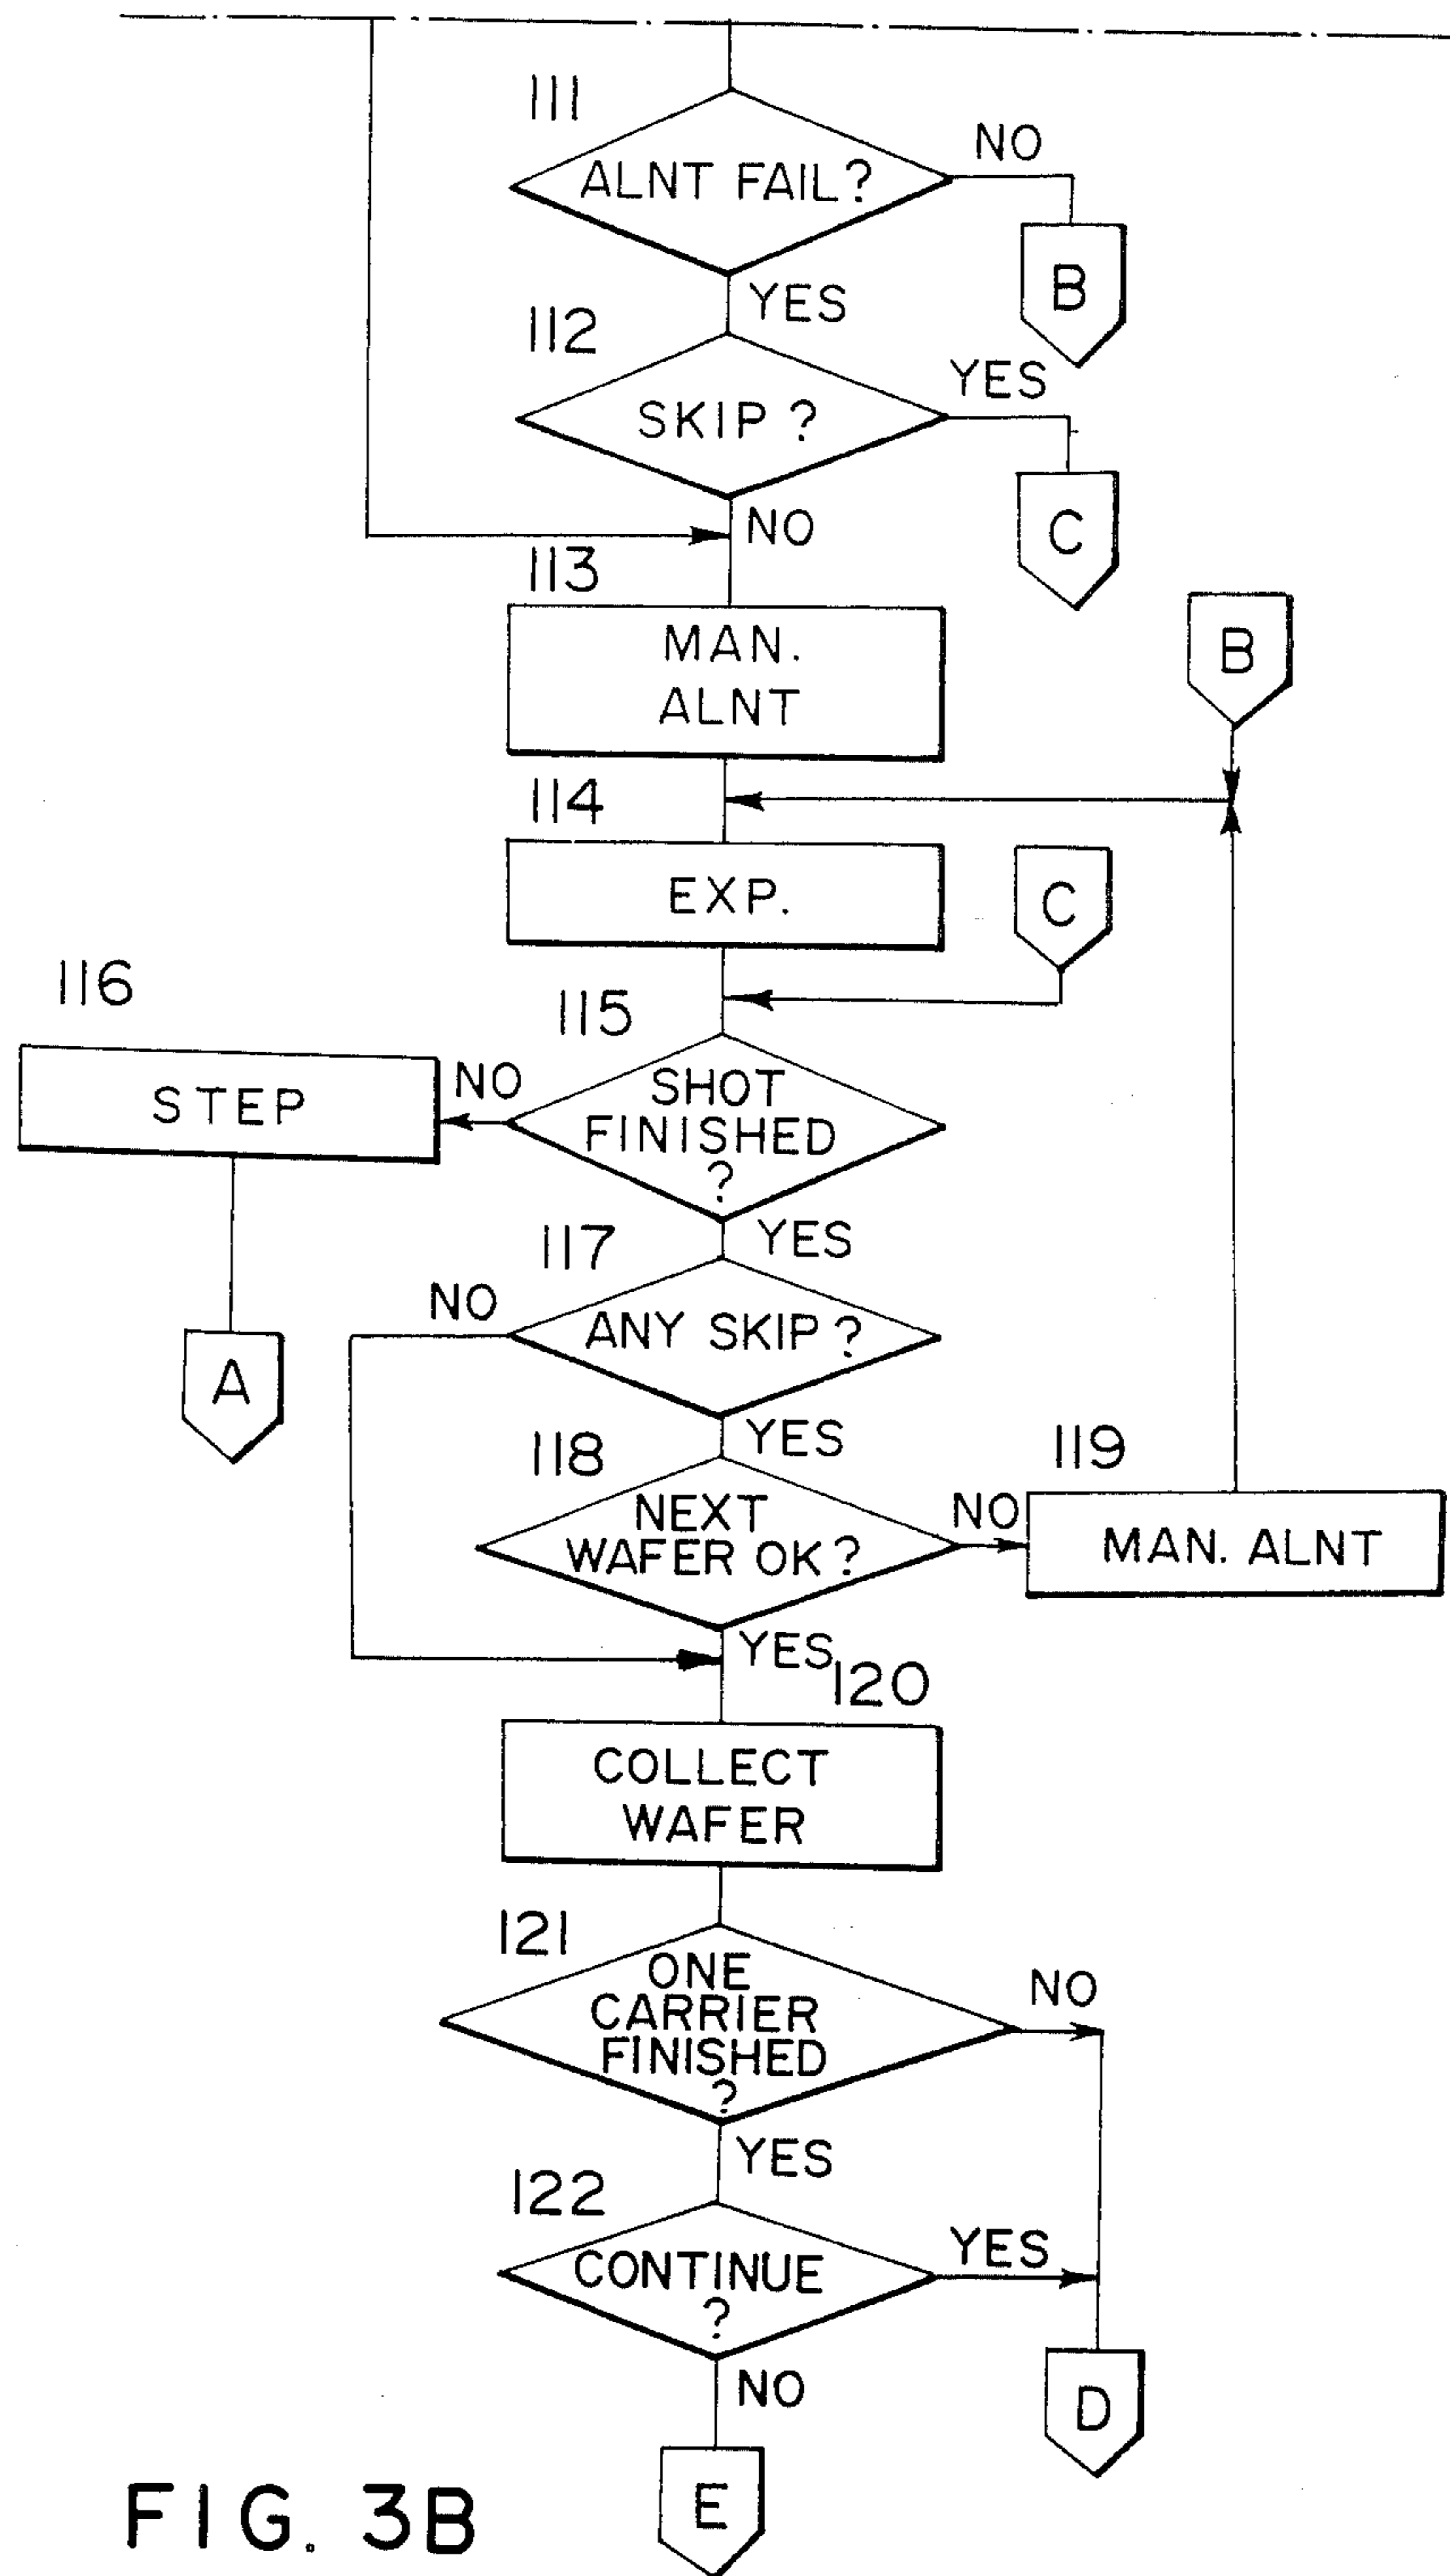 111
ALNT FAIL?
NO
B
YES
112
SKIP ?
YES
C
NO
113
MAN.
ALNT
B
114
EXP.
C
116
115
STEP
NO
SHOT
FINISHED
?
117
YES
NO
ANY SKIP ?
A
YES
118
119
NEXT
WAFER OK?
NO
MAN. ALNT
YES
120
COLLECT
WAFER
121
ONE
CARRIER
FINISHED
?
NO
YES
122
CONTINUE
?
YES
NO
D
E
FIG. 3B